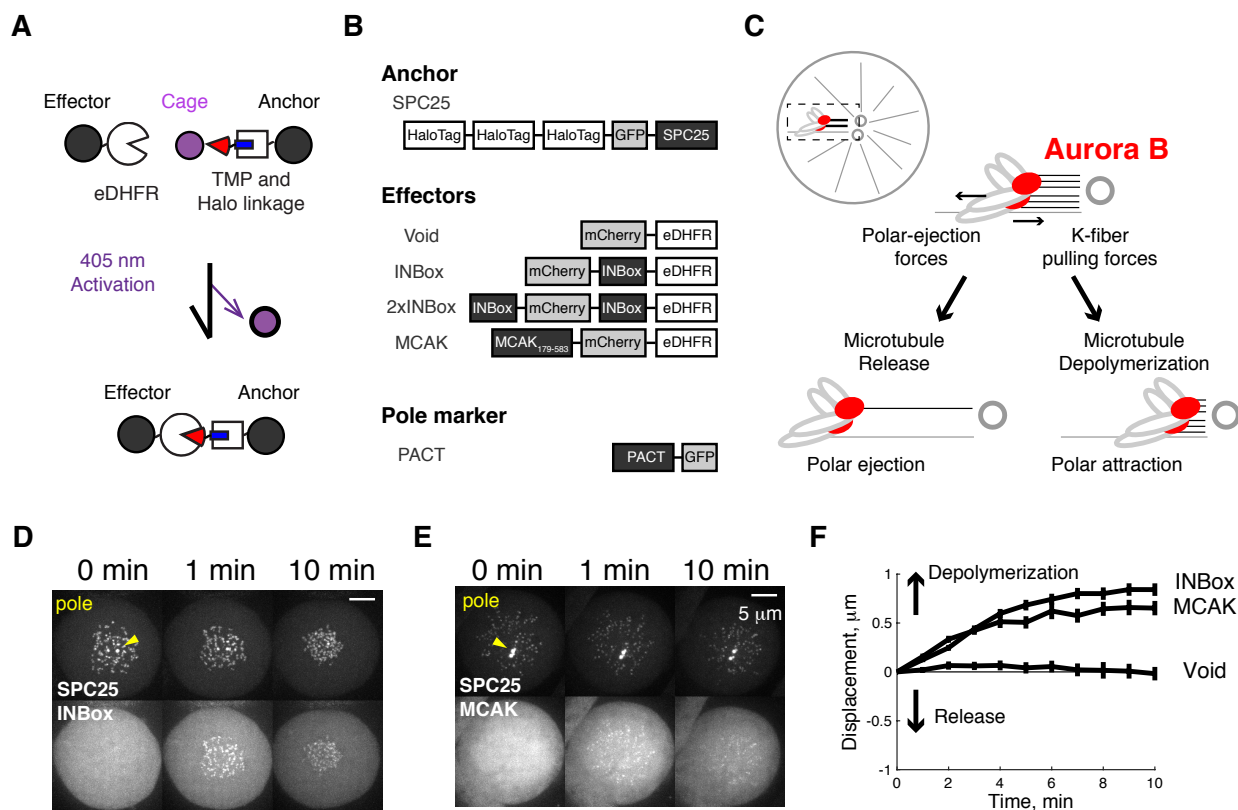 A
Effector
Cage
Anchor
eDHFR
TMP and
Halo linkage
405 nm
Activation
Effector
Anchor
B
Anchor
SPC25
HaloTag HaloTag HaloTag GFP SPC25
Effectors
Void
mCherry eDHFR
INBox
mCherry INBox eDHFR
2xINBox
INBox mCherry INBox eDHFR
MCAK
MCAK179-583 mCherry eDHFR
Pole marker
PACT
PACT GFP
C
Aurora B
Polar-ejection
forces
K-fiber
pulling forces
Microtubule
Release
Microtubule
Depolymerization
Polar ejection
Polar attraction
D
0 min 1 min 10 min
pole
SPC25
INBox
E
0 min 1 min 10 min
pole
5 μm
SPC25
MCAK
F
Displacement, μm
1
0.5
0
-0.5
-1
Depolymerization
Release
INBox
MCAK
Void
0 2 4 6 8 10
Time, min